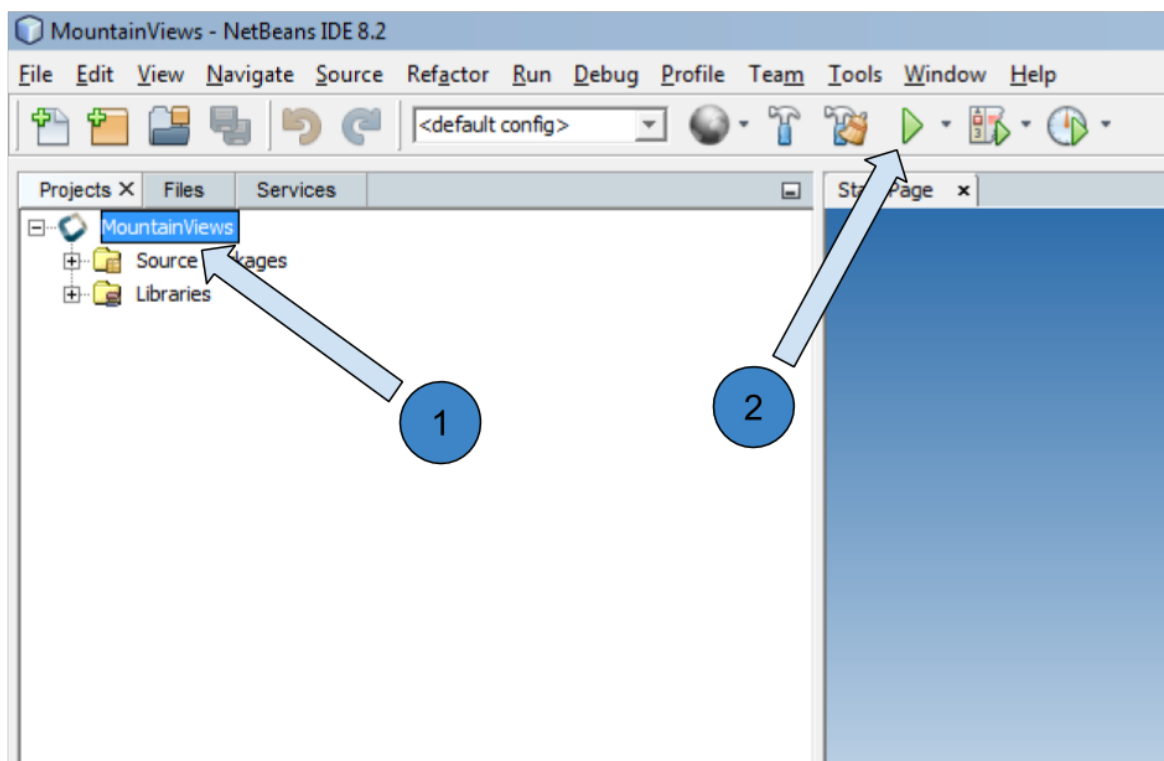 MountainViews - NetBeans IDE 8.2
File Edit View Navigate Source Refactor Run Debug Profile Team Tools Window Help
<default config>
Projects Files Services
Page
MountainViews
Source
Libraries
1
2